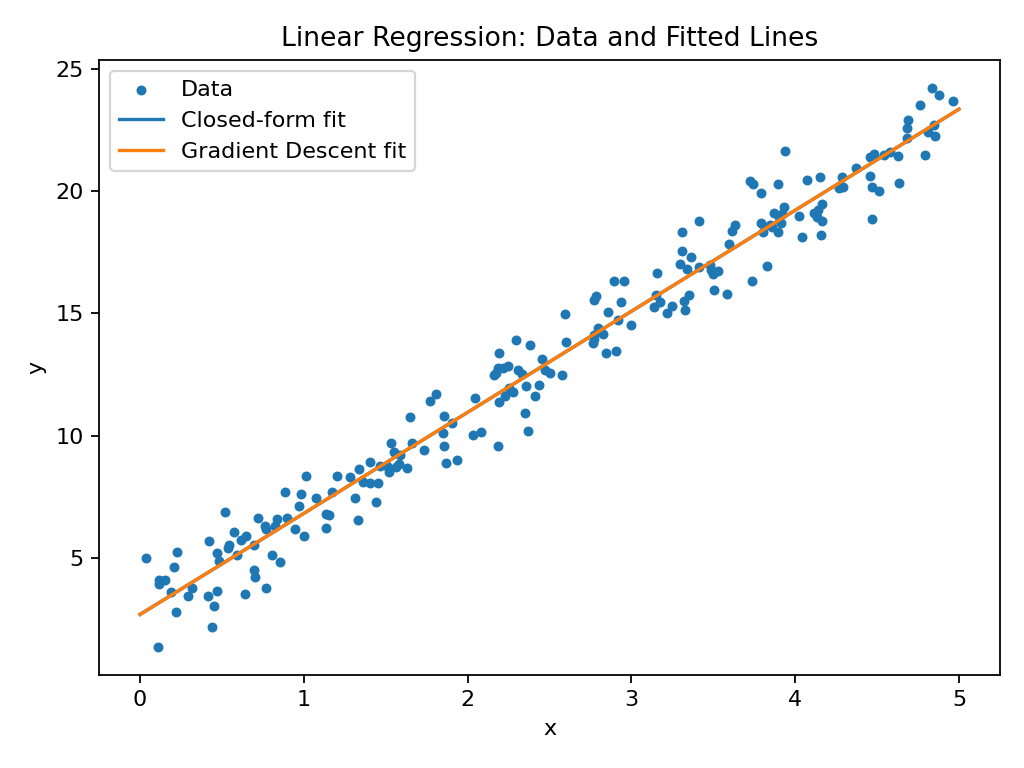 Linear Regression: Data and Fitted Lines
Data
Closed-form fit
Gradient Descent fit
25
20
15
10
5
y
0 1 2 3 4 5
x